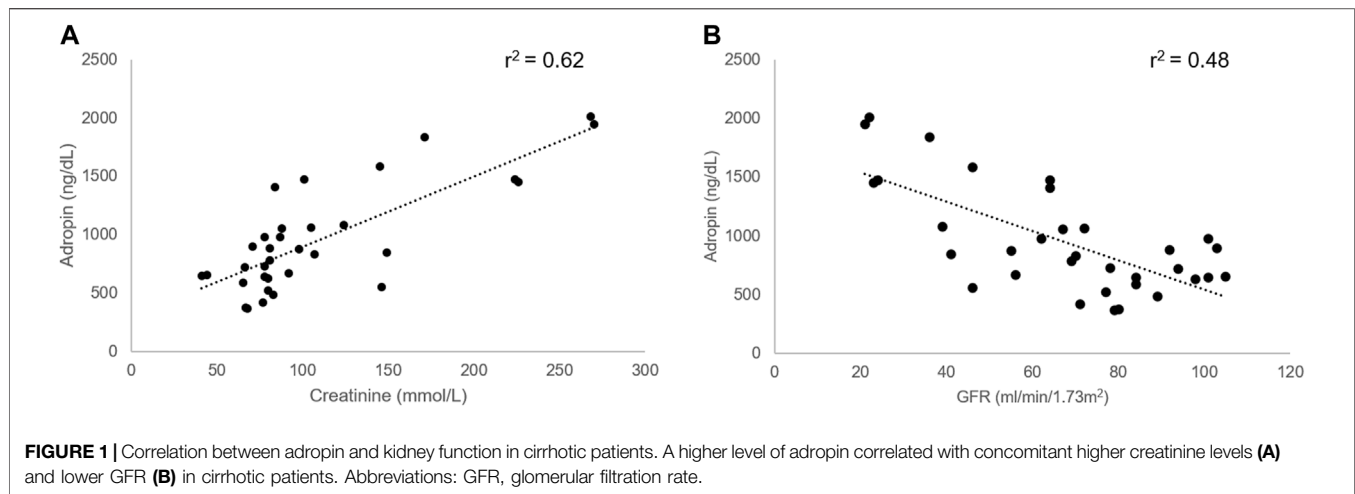 A
r² = 0.62
2500
2000
1500
1000
500
0
Adropin (ng/dL)
0 50 100 150 200 250 300
Creatinine (mmol/L)
B
r² = 0.48
2500
2000
1500
1000
500
0
Adropin (ng/dL)
0 20 40 60 80 100 120
GFR (ml/min/1.73m²)
FIGURE 1 | Correlation between adropin and kidney function in cirrhotic patients. A higher level of adropin correlated with concomitant higher creatinine levels (A)
and lower GFR (B) in cirrhotic patients. Abbreviations: GFR, glomerular filtration rate.